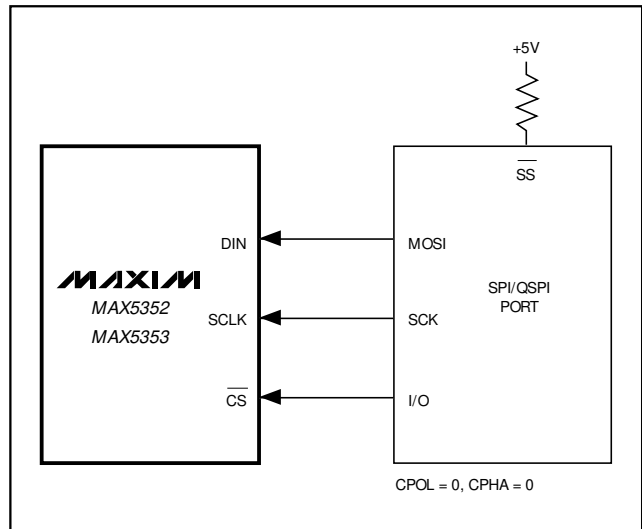 +5V
SS
DIN
MOSI
MAXIM
MAX5352
MAX5353
SPI/QSPI
PORT
SCLK
SCK
CS
I/O
CPOL = 0, CPHA = 0